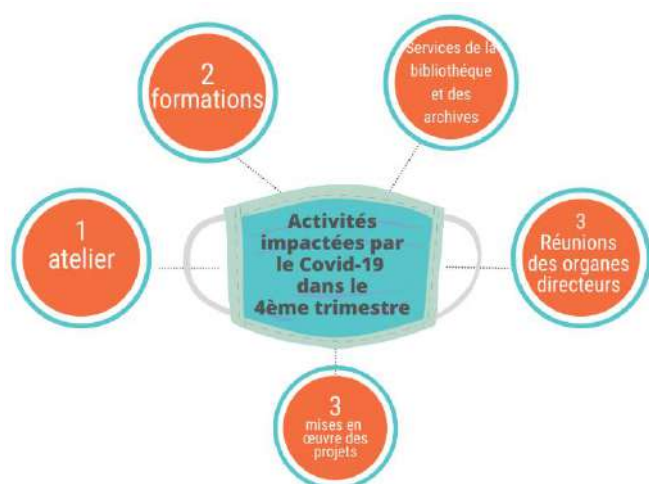 2
formations
Services de la
bibliothéque
et des
archives
1
atelier
Activités
impactées par
le Covid-19
dans le
4ème trimestre
3
Réunions
des organes
directeurs
3
mises en
œuvre des
projets